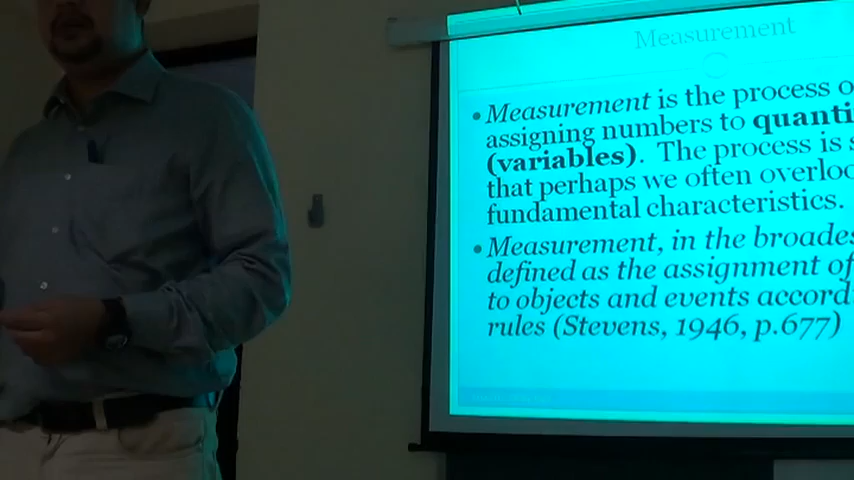 Measurement
• Measurement is the process o
assigning numbers to quanti
(variables). The process is s
that perhaps we often overloo
fundamental characteristics.
• Measurement, in the broades
defined as the assignment of
to objects and events accord
rules (Stevens, 1946, p.677)